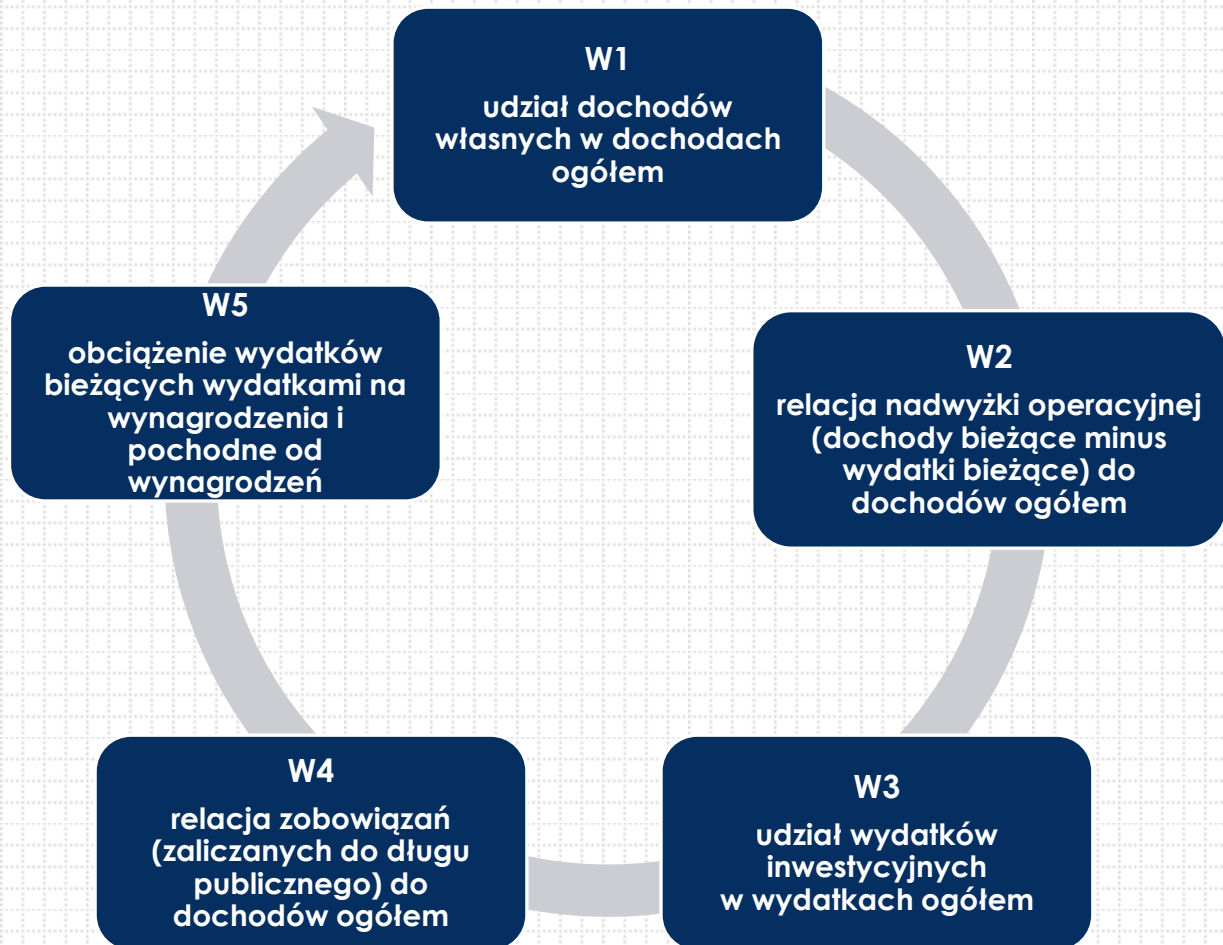 W1
udział dochodów
własnych w dochodach
ogółem
W2
relacja nadwyżki operacyjnej
(dochody bieżące minus
wydatki bieżące) do
dochodów ogółem
W3
udział wydatków
inwestycyjnych
w wydatkach ogółem
W4
relacja zobowiązań
(zaliczanych do długu
publicznego) do
dochodów ogółem
W5
obciążenie wydatków
bieżących wydatkami na
wynagrodzenia i
pochodne od
wynagrodzeń